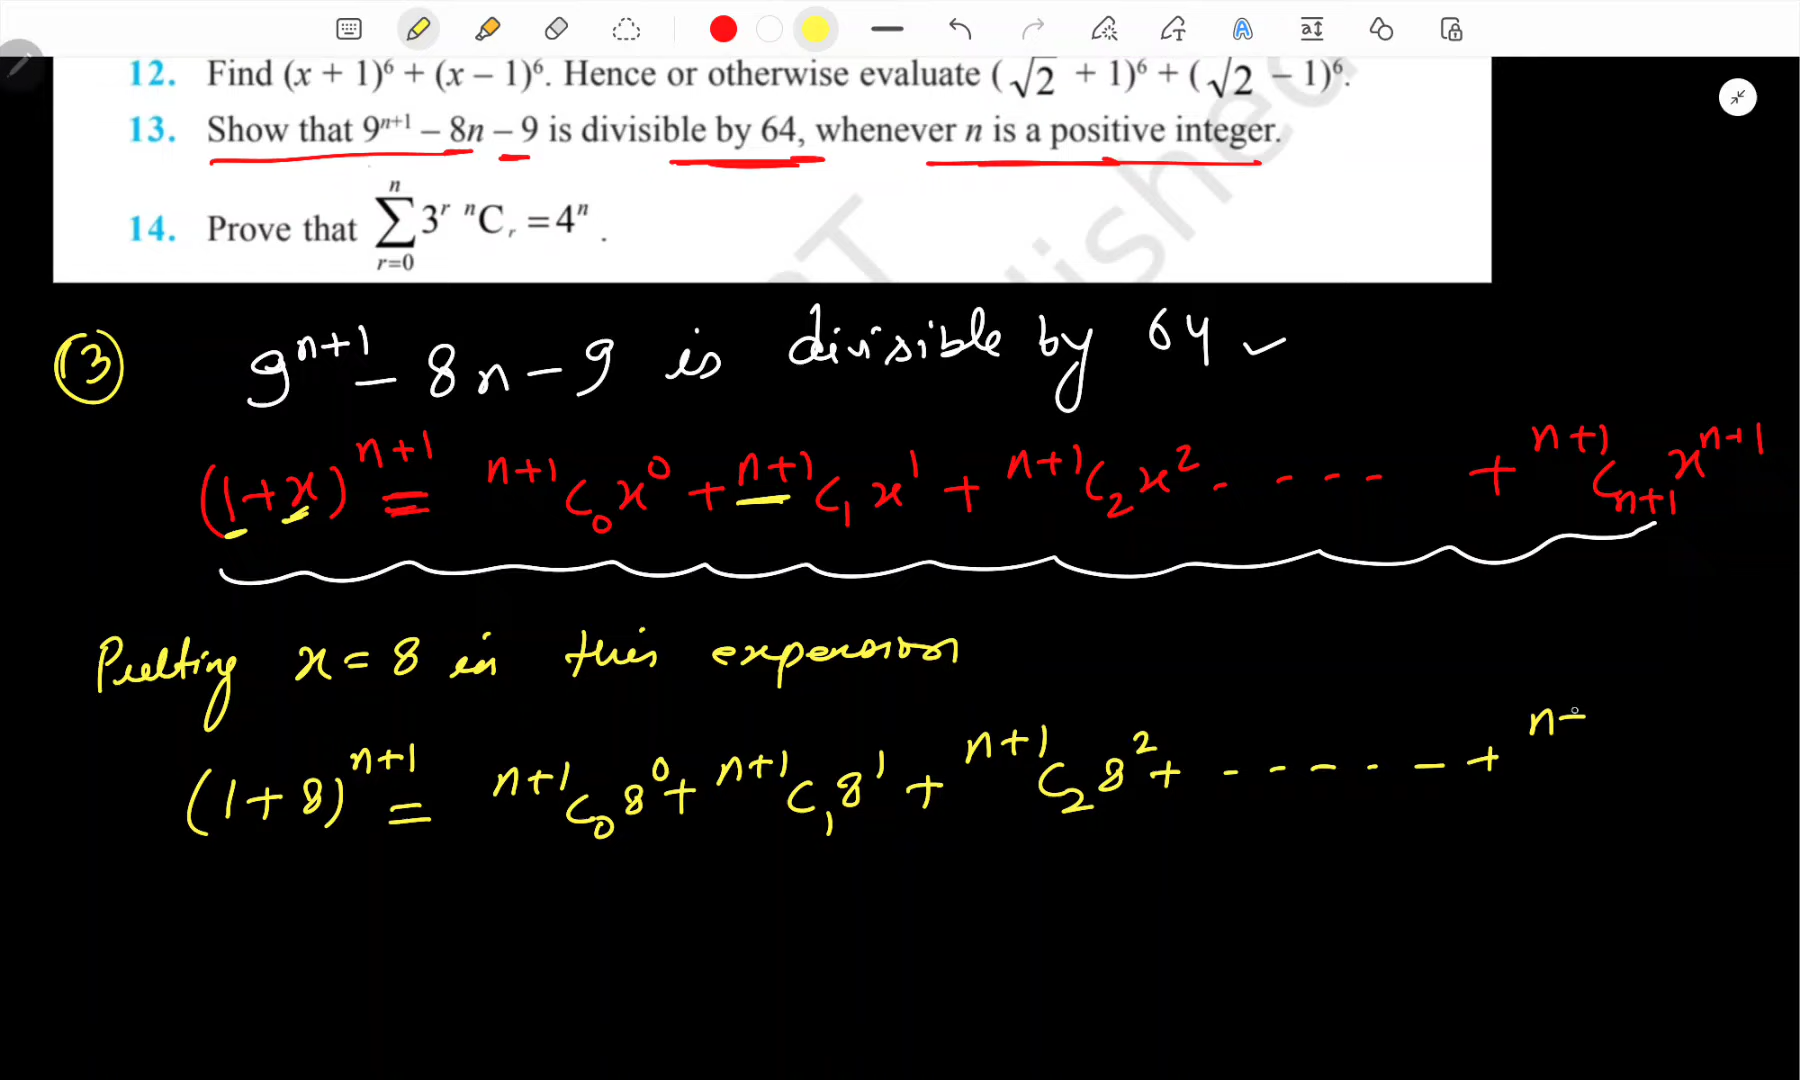 12. Find (x + 1)⁶ + (x – 1)⁶. Hence or otherwise evaluate (√2 + 1)⁶ + (√2 – 1)⁶.
13. Show that 9ⁿ⁺¹ – 8n – 9 is divisible by 64, whenever n is a positive integer.
14. Prove that ∑_{r=0}^{n} 3^r ⁿC_r = 4ⁿ .
(13) 9ⁿ⁺¹ – 8n – 9 is divisible by 64 ✓
(1+x)ⁿ⁺¹ = ⁿ⁺¹C₀x⁰ + ⁿ⁺¹C₁x¹ + ⁿ⁺¹C₂x² - - - - - + ⁿ⁺¹Cₙ₊₁xⁿ⁺¹
Putting x = 8 in this expansion
(1+8)ⁿ⁺¹ = ⁿ⁺¹C₀8⁰ + ⁿ⁺¹C₁8¹ + ⁿ⁺¹C₂8² + - - - - - - + ⁿ⁻